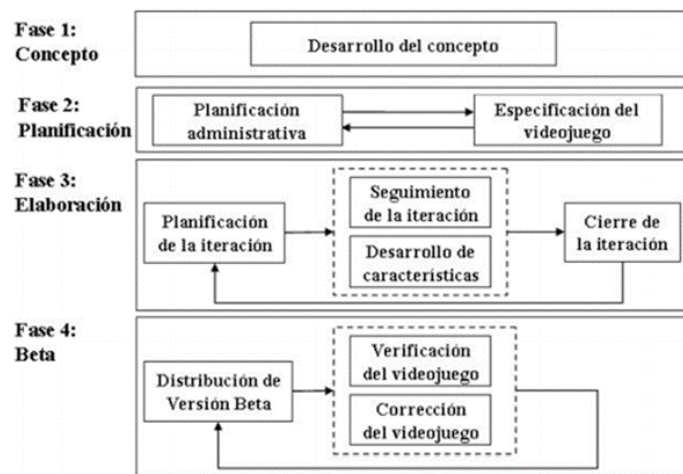 Fase 1:
Concepto
Desarrollo del concepto
Fase 2:
Planificación
Planificación
administrativa
Especificación del
videojuego
Fase 3:
Elaboración
Planificación
de la iteración
Seguimiento
de la iteración
Desarrollo de
características
Cierre de
la iteración
Fase 4:
Beta
Distribución de
Versión Beta
Verificación
del videojuego
Corrección
del videojuego